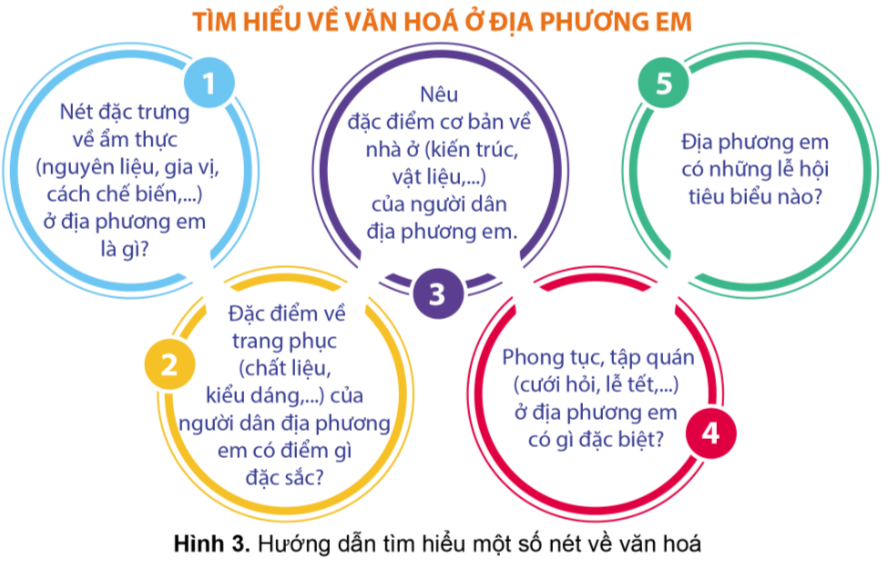 TÌM HIỂU VỀ VĂN HOÁ Ở ĐỊA PHƯƠNG EM
1
Nét đặc trưng
về ẩm thực
(nguyên liệu, gia vị,
cách chế biến,...)
ở địa phương em
là gì?
2
Đặc điểm về
trang phục
(chất liệu,
kiểu dáng,...) của
người dân địa phương
em có điểm gì
đặc sắc?
3
Nêu
đặc điểm cơ bản về
nhà ở (kiến trúc,
vật liệu,...)
của người dân
địa phương em.
4
Phong tục, tập quán
(cưới hỏi, lễ tết,...)
ở địa phương em
có gì đặc biệt?
5
Địa phương em
có những lễ hội
tiêu biểu nào?
Hình 3. Hướng dẫn tìm hiểu một số nét về văn hoá